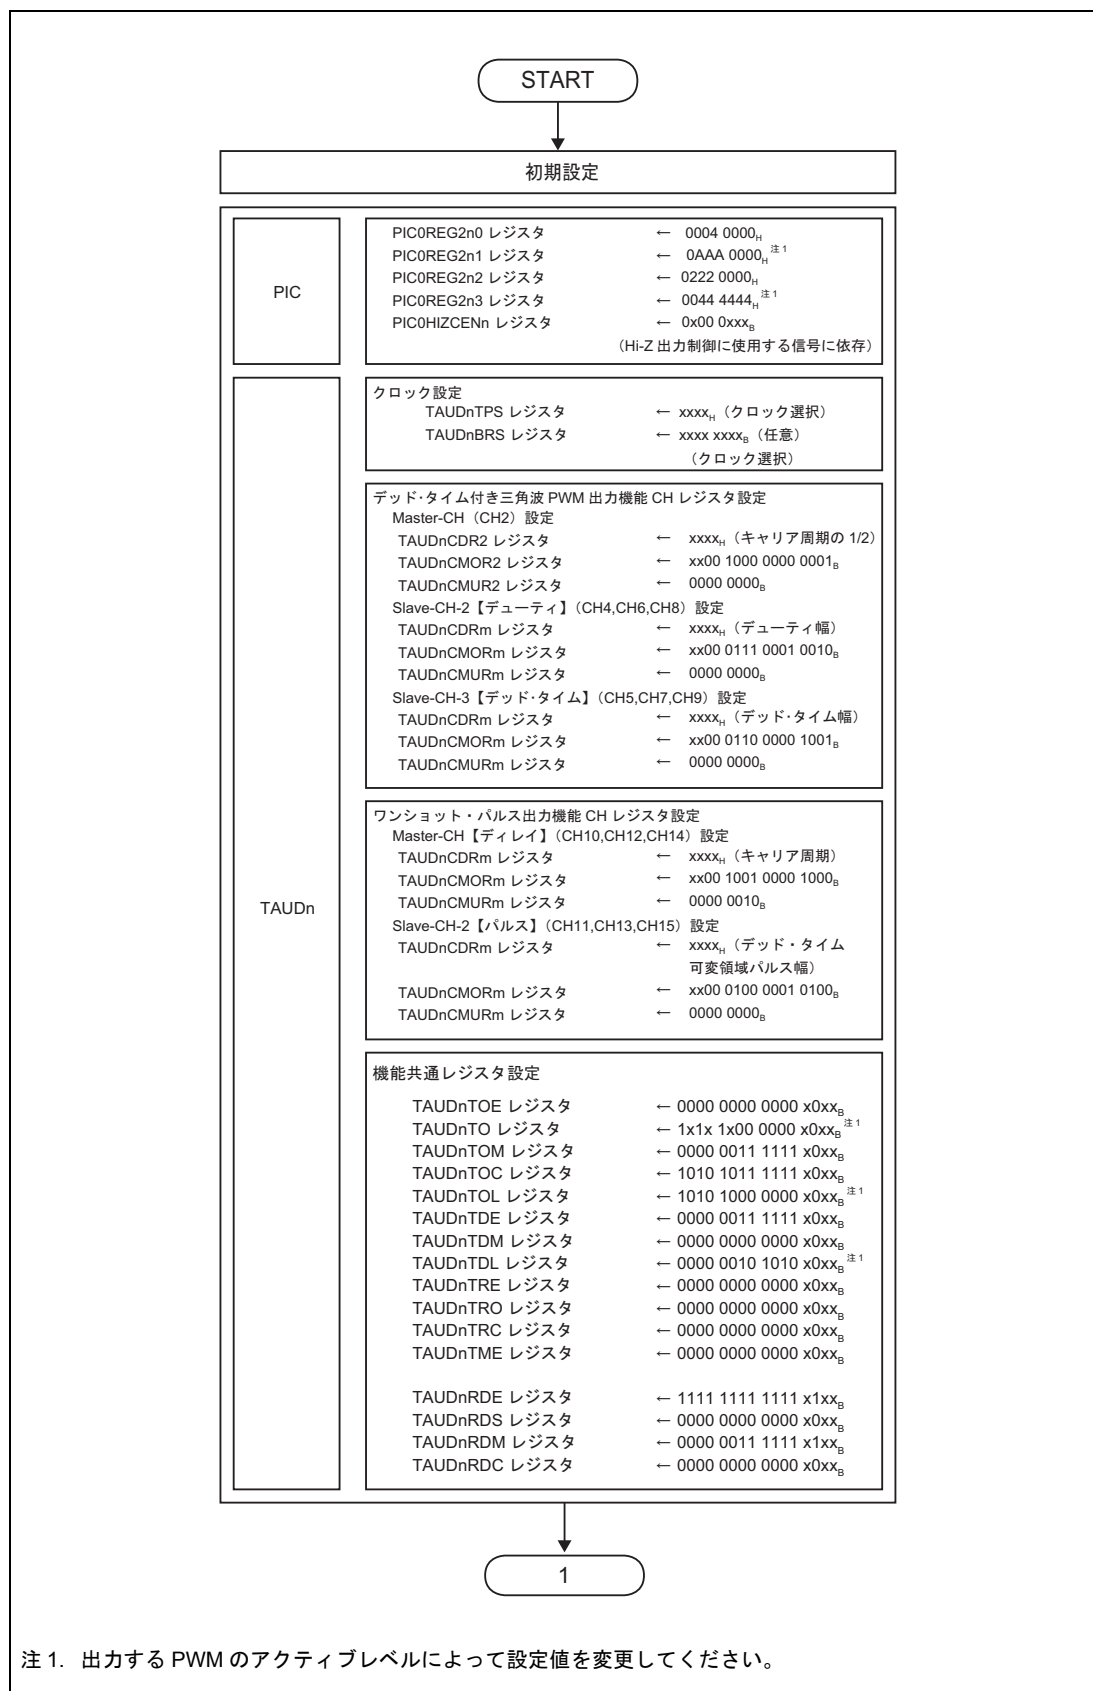 START
初期設定
PIC
PIC0REG2n0 レジスタ ← 0004 0000H
PIC0REG2n1 レジスタ ← 0AAA 0000H 注1
PIC0REG2n2 レジスタ ← 0222 0000H
PIC0REG2n3 レジスタ ← 0044 4444H 注1
PIC0HIZCENn レジスタ ← 0x00 0xxxB
（Hi-Z 出力制御に使用する信号に依存）
TAUDn
クロック設定
TAUDnTPS レジスタ ← xxxxH（クロック選択）
TAUDnBRS レジスタ ← xxxx xxxxB（任意）
（クロック選択）
デッド･タイム付き三角波 PWM 出力機能 CH レジスタ設定
Master-CH（CH2）設定
TAUDnCDR2 レジスタ ← xxxxH（キャリア周期の 1/2）
TAUDnCMOR2 レジスタ ← xx00 1000 0000 0001B
TAUDnCMUR2 レジスタ ← 0000 0000B
Slave-CH-2【デューティ】（CH4,CH6,CH8）設定
TAUDnCDRm レジスタ ← xxxxH（デューティ幅）
TAUDnCMORm レジスタ ← xx00 0111 0001 0010B
TAUDnCMURm レジスタ ← 0000 0000B
Slave-CH-3【デッド･タイム】（CH5,CH7,CH9）設定
TAUDnCDRm レジスタ ← xxxxH（デッド･タイム幅）
TAUDnCMORm レジスタ ← xx00 0110 0000 1001B
TAUDnCMURm レジスタ ← 0000 0000B
ワンショット・パルス出力機能 CH レジスタ設定
Master-CH【ディレイ】（CH10,CH12,CH14）設定
TAUDnCDRm レジスタ ← xxxxH（キャリア周期）
TAUDnCMORm レジスタ ← xx00 1001 0000 1000B
TAUDnCMURm レジスタ ← 0000 0010B
Slave-CH-2【パルス】（CH11,CH13,CH15）設定
TAUDnCDRm レジスタ ← xxxxH（デッド・タイム
可変領域パルス幅）
TAUDnCMORm レジスタ ← xx00 0100 0001 0100B
TAUDnCMURm レジスタ ← 0000 0000B
機能共通レジスタ設定
TAUDnTOE レジスタ ← 0000 0000 0000 x0xxB
TAUDnTO レジスタ ← 1x1x 1x00 0000 x0xxB 注1
TAUDnTOM レジスタ ← 0000 0011 1111 x0xxB
TAUDnTOC レジスタ ← 1010 1011 1111 x0xxB
TAUDnTOL レジスタ ← 1010 1000 0000 x0xxB 注1
TAUDnTDE レジスタ ← 0000 0011 1111 x0xxB
TAUDnTDM レジスタ ← 0000 0000 0000 x0xxB
TAUDnTDL レジスタ ← 0000 0010 1010 x0xxB 注1
TAUDnTRE レジスタ ← 0000 0000 0000 x0xxB
TAUDnTRO レジスタ ← 0000 0000 0000 x0xxB
TAUDnTRC レジスタ ← 0000 0000 0000 x0xxB
TAUDnTME レジスタ ← 0000 0000 0000 x0xxB
TAUDnRDE レジスタ ← 1111 1111 1111 x1xxB
TAUDnRDS レジスタ ← 0000 0000 0000 x0xxB
TAUDnRDM レジスタ ← 0000 0011 1111 x1xxB
TAUDnRDC レジスタ ← 0000 0000 0000 x0xxB
1
注 1. 出力する PWM のアクティブレベルによって設定値を変更してください。